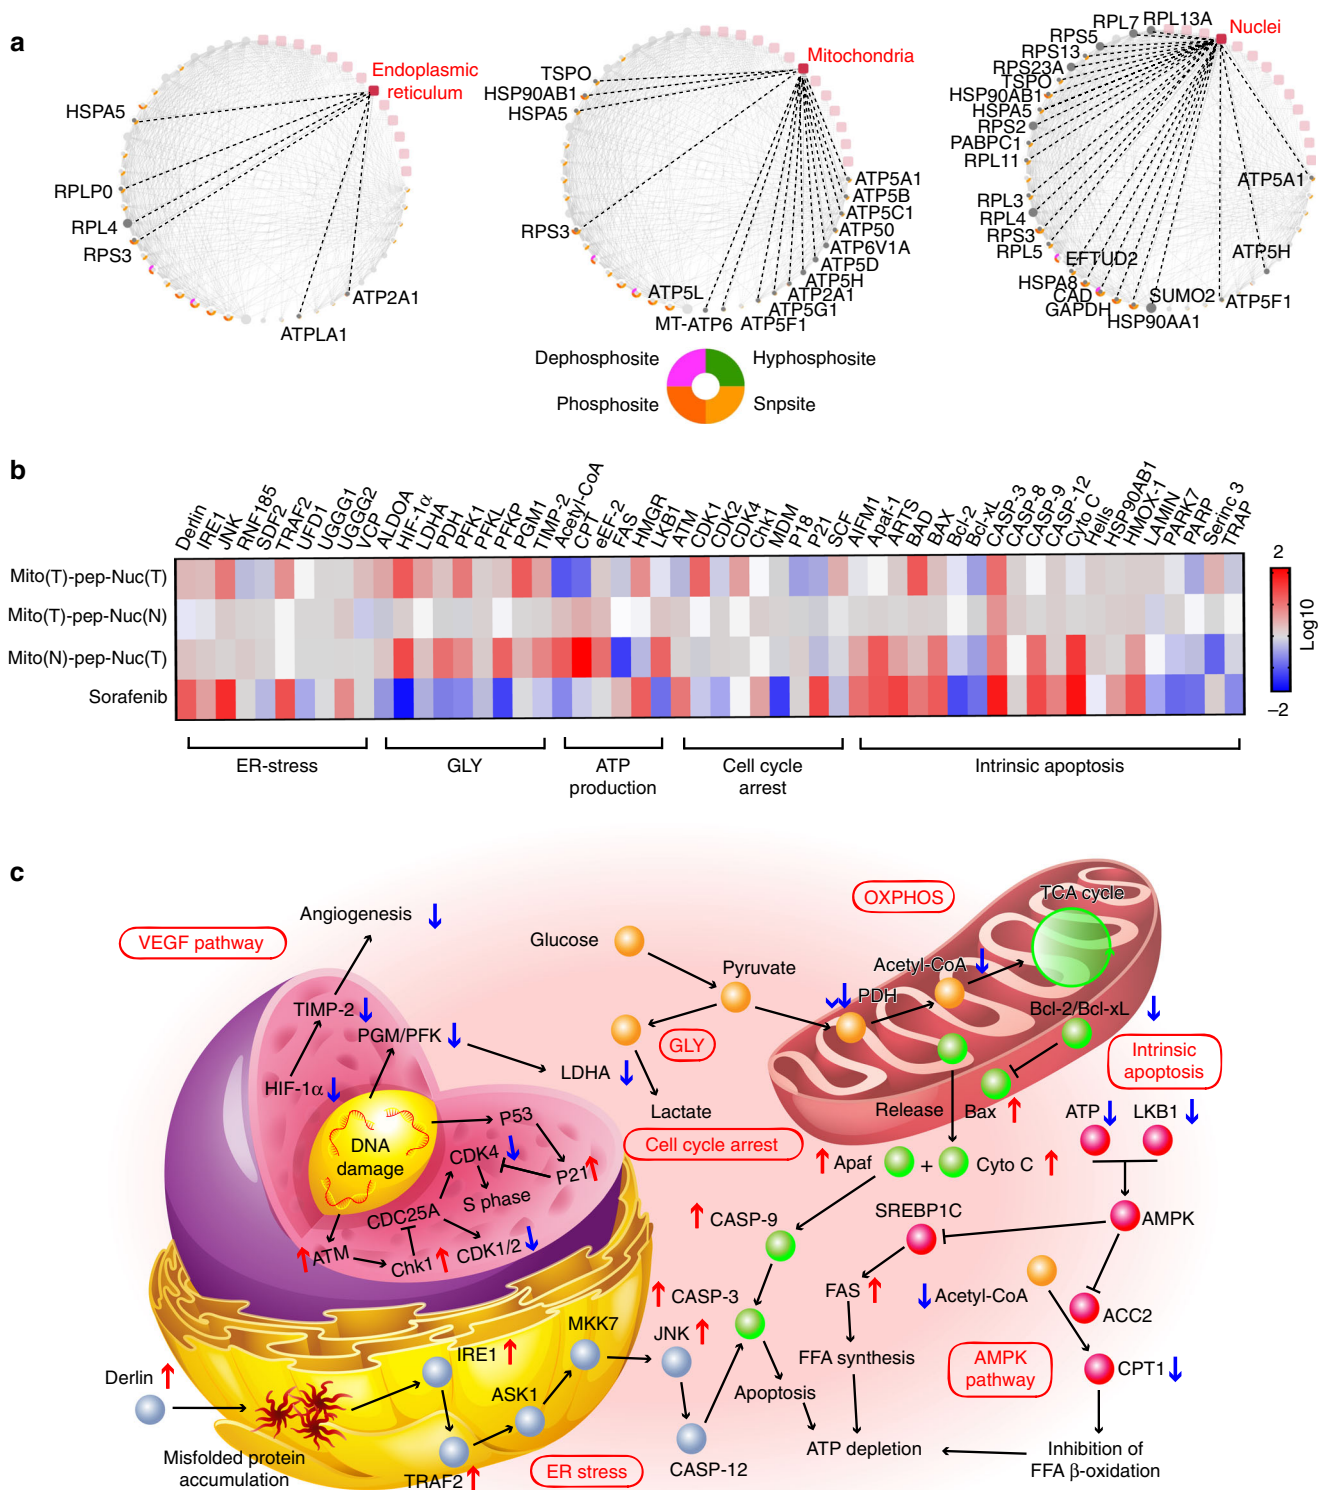 a
Endoplasmic
reticulum
HSPA5
RPLP0
RPL4
RPS3
ATP2A1
ATPLA1
Mitochondria
TSPO
HSP90AB1
HSPA5
RPS3
ATP5A1
ATP5B
ATP5C1
ATP50
ATP6V1A
ATP5D
ATP5H
ATP2A1
ATP5G1
ATP5F1
ATP5L
MT-ATP6
Nuclei
RPL13A
RPL7
RPS5
RPS13
RPS23A
TSPO
HSP90AB1
HSPA5
RPS2
PABPC1
RPL11
RPL3
RPL4
RPS3
RPL5
EFTUD2
HSPA8
CAD
GAPDH
HSP90AA1
SUMO2
ATP5F1
ATP5H
ATP5A1
Dephosphosite
Hyphosphosite
Phosphosite
Snpsite
b
Derlin
IRE1
JNK
RNF185
SDF2
TRAF2
UFD1
UGGG1
UGGG2
VCP
ALDOA
HIF-1α
LDHA
PDH
PFK1
PFKL
PFKP
PGM1
TIMP-2
Acetyl-CoA
CPT
eEF-2
FAS
HMGR
LKB1
ATM
CDK1
CDK2
CDK4
Chk1
MDM
P18
P21
SCF
AIFM1
Apaf-1
ARTS
BAD
BAX
Bcl-2
Bcl-xL
CASP-3
CASP-8
CASP-9
CASP-12
Cyto C
Hells
HSP90AB1
HMOX-1
LAMIN
PARK7
PARP
Sering 3
TRAP
Mito(T)-pep-Nuc(T)
Mito(T)-pep-Nuc(N)
Mito(N)-pep-Nuc(T)
Sorafenib
2
Log10
−2
ER-stress
GLY
ATP
production
Cell cycle
arrest
Intrinsic apoptosis
c
VEGF pathway
Angiogenesis
TIMP-2
PGM/PFK
HIF-1α
DNA
damage
P53
CDK4
P21
S phase
CDC25A
ATM
Chk1
CDK1/2
Glucose
Pyruvate
GLY
LDHA
Lactate
Cell cycle arrest
OXPHOS
TCA cycle
Acetyl-CoA
PDH
Bcl-2/Bcl-xL
Intrinsic
apoptosis
Release
Bax
ATP
LKB1
Apaf
+
Cyto C
CASP-9
SREBP1C
AMPK
CASP-3
FAS
Acetyl-CoA
ACC2
JNK
MKK7
IRE1
Derlin
ASK1
FFA synthesis
AMPK
pathway
CPT1
Apoptosis
Misfolded protein
accumulation
TRAF2
ER stress
CASP-12
ATP depletion
Inhibition of
FFA β-oxidation